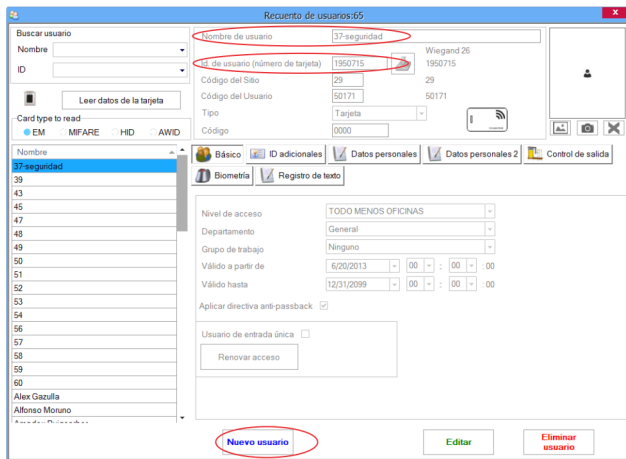 Recuento de usuarios:65
x
Buscar usuario
Nombre
ID
Leer datos de la tarjeta
Card type to read
EM MIFARE HID AWID
Nombre de usuario 37-seguridad
Wiegand 26
Id. de usuario (número de tarjeta) 1950715 1950715
Código del Sitio 29 29
Código del Usuario 50171 50171
Tipo Tarjeta
Código 0000
Nombre
37-seguridad
39
43
45
47
48
49
50
51
52
53
54
56
57
58
59
60
Alex Gazulla
Alfonso Moruno
Básico ID adicionales Datos personales Datos personales 2 Control de salida
Biometría Registro de texto
Nivel de acceso TODO MENOS OFICINAS
Departamento General
Grupo de trabajo Ninguno
Válido a partir de 6/20/2013 00 : 00 : 00
Válido hasta 12/31/2099 00 : 00 : 00
Aplicar directiva anti-passback
Usuario de entrada única
Renovar acceso
Nuevo usuario
Editar
Eliminar
usuario